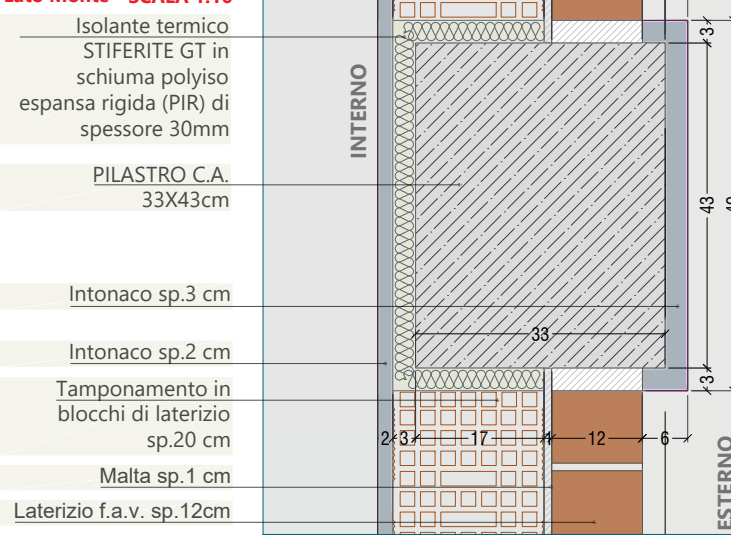 Isolante termico
STIFERITE GT in
schiuma polyiso
espansa rigida (PIR) di
spessore 30mm
PILASTRO C.A.
33X43cm
Intonaco sp.3 cm
Intonaco sp.2 cm
Tamponamento in
blocchi di laterizio
sp.20 cm
Malta sp.1 cm
Laterizio f.a.v. sp.12cm
INTERNO
ESTERNO
3
43
3
33
2 3 17 1 12 6